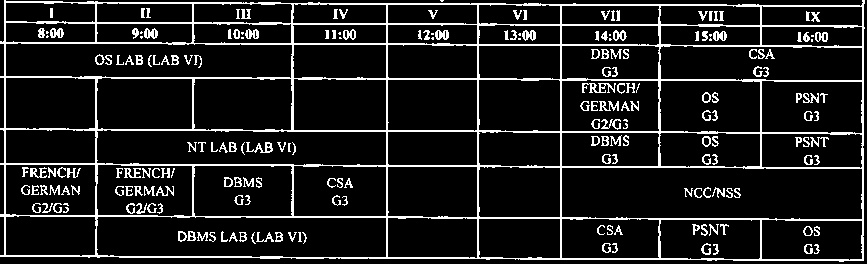 I II III IV V VI VII VIII IX
8:00 9:00 10:00 11:00 12:00 13:00 14:00 15:00 16:00
OS LAB (LAB VI) DBMS CSA
G3 G3
FRENCH/
GERMAN OS PSNT
G2/G3 G3 G3
NT LAB (LAB VI) DBMS OS PSNT
G3 G3 G3
FRENCH/ FRENCH/ DBMS CSA NCC/NSS
GERMAN GERMAN G3 G3
G2/G3 G2/G3
DBMS LAB (LAB VI) CSA PSNT OS
G3 G3 G3